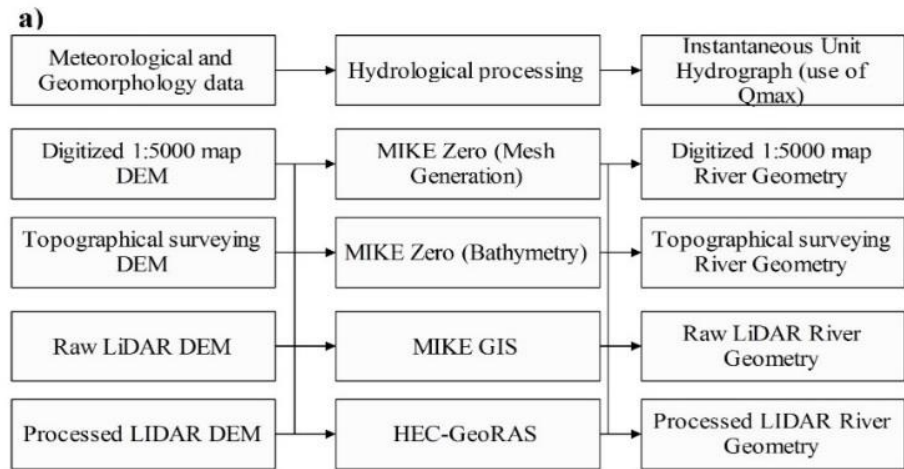 a)
Meteorological and
Geomorphology data
Hydrological processing
Instantaneous Unit
Hydrograph (use of
Qmax)
Digitized 1:5000 map
DEM
MIKE Zero (Mesh
Generation)
Digitized 1:5000 map
River Geometry
Topographical surveying
DEM
MIKE Zero (Bathymetry)
Topographical surveying
River Geometry
Raw LiDAR DEM
MIKE GIS
Raw LiDAR River
Geometry
Processed LIDAR DEM
HEC-GeoRAS
Processed LIDAR River
Geometry